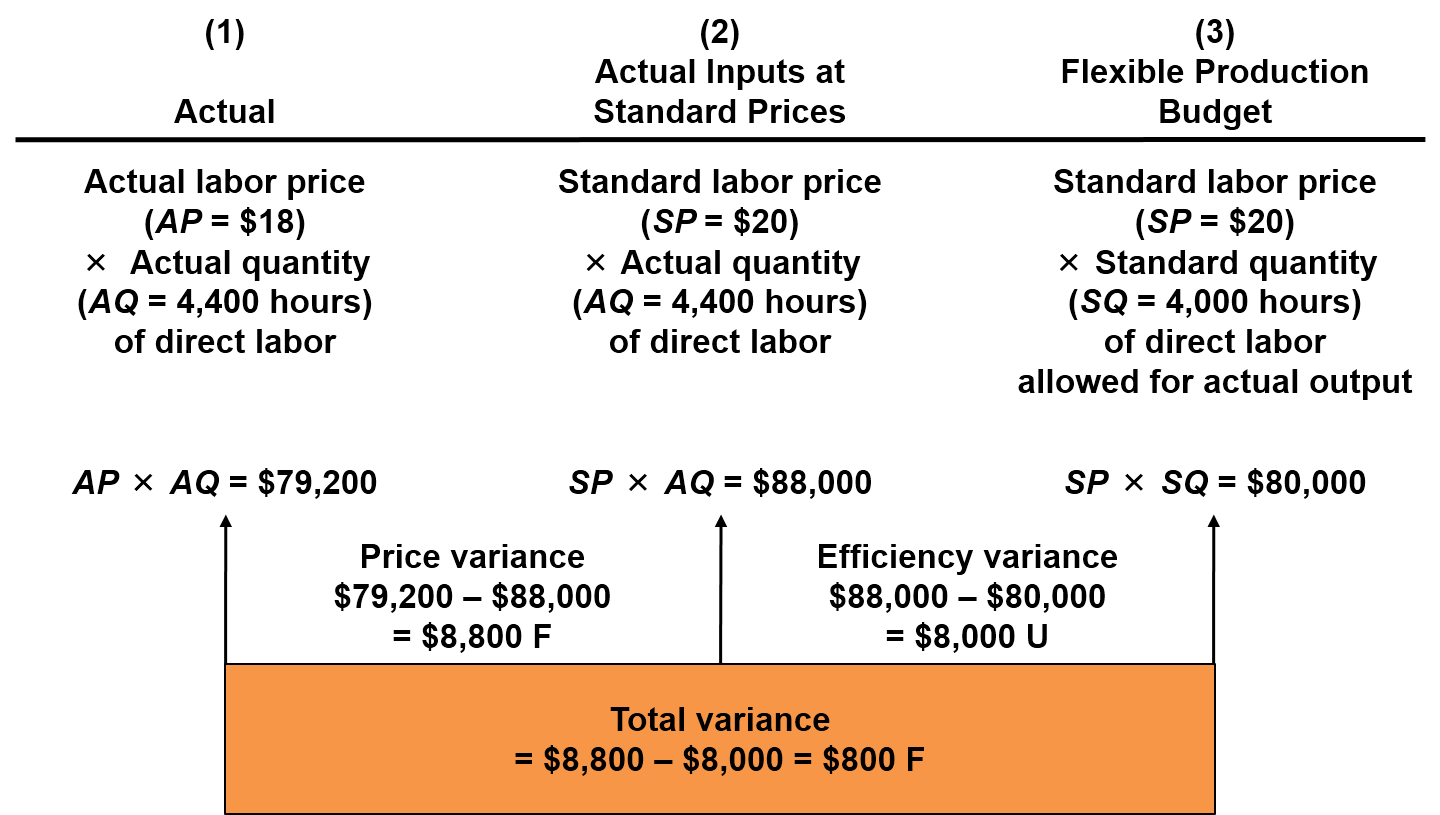 (1)
Actual
(2)
Actual Inputs at
Standard Prices
(3)
Flexible Production
Budget
Actual labor price
(AP = $18)
× Actual quantity
(AQ = 4,400 hours)
of direct labor
Standard labor price
(SP = $20)
× Actual quantity
(AQ = 4,400 hours)
of direct labor
Standard labor price
(SP = $20)
× Standard quantity
(SQ = 4,000 hours)
of direct labor
allowed for actual output
AP × AQ = $79,200
SP × AQ = $88,000
SP × SQ = $80,000
Price variance
$79,200 – $88,000
= $8,800 F
Efficiency variance
$88,000 – $80,000
= $8,000 U
Total variance
= $8,800 – $8,000 = $800 F